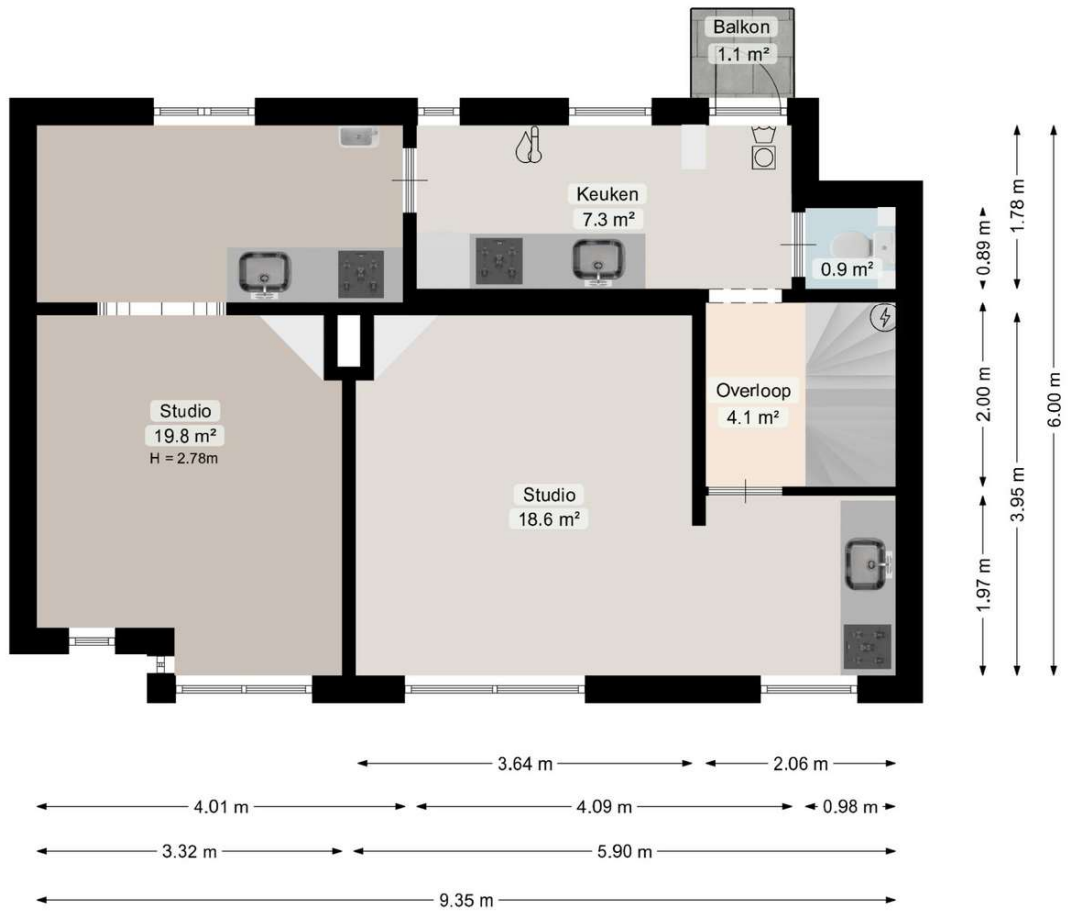 Balkon
1.1 m²
Keuken
7.3 m²
0.9 m²
Overloop
4.1 m²
Studio
19.8 m²
H = 2.78m
Studio
18.6 m²
0.89 m
1.78 m
2.00 m
3.95 m
6.00 m
1.97 m
3.64 m
2.06 m
4.01 m
4.09 m
0.98 m
3.32 m
5.90 m
9.35 m